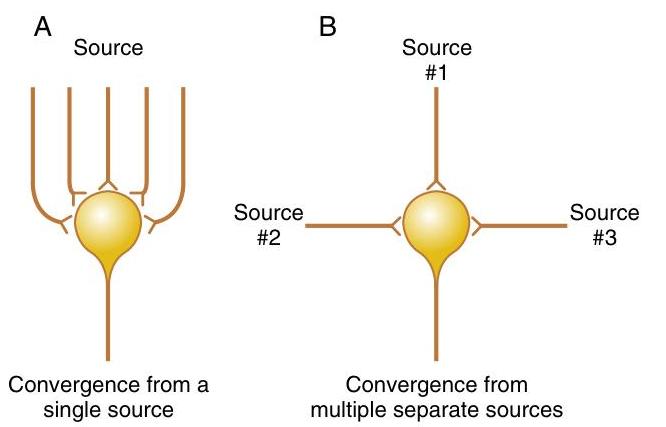 A
Source
Convergence from a
single source
B
Source
#1
Source
#2
Source
#3
Convergence from
multiple separate sources